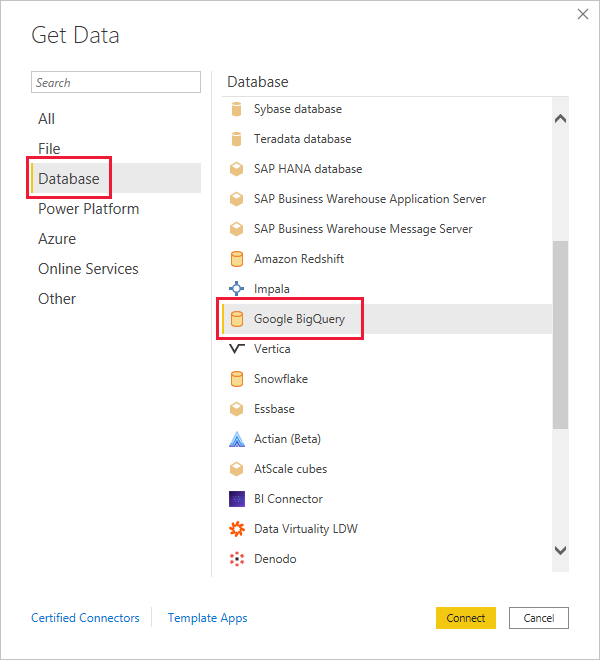 Get Data
Search
All
File
Database
Power Platform
Azure
Online Services
Other
Database
Sybase database
Teradata database
SAP HANA database
SAP Business Warehouse Application Server
SAP Business Warehouse Message Server
Amazon Redshift
Impala
Google BigQuery
Vertica
Snowflake
Essbase
Actian (Beta)
AtScale cubes
BI Connector
Data Virtuality LDW
Denodo
Certified Connectors
Template Apps
Connect
Cancel